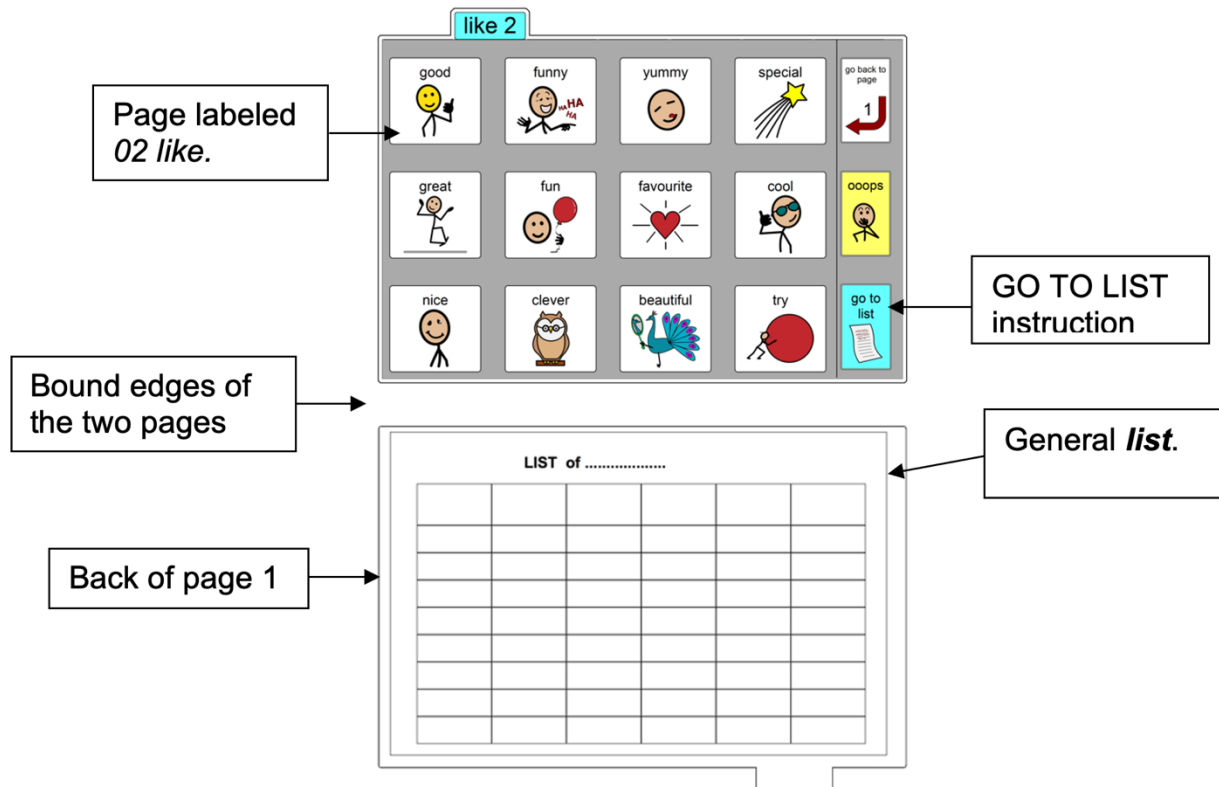 like 2
Page labeled
02 like.
good
funny
yummy
special
go back to
page
1
HA HA
HA
great
fun
favourite
cool
ooops
nice
clever
beautiful
try
go to
list
GO TO LIST
instruction
Bound edges of
the two pages
General list.
LIST of ...................
Back of page 1